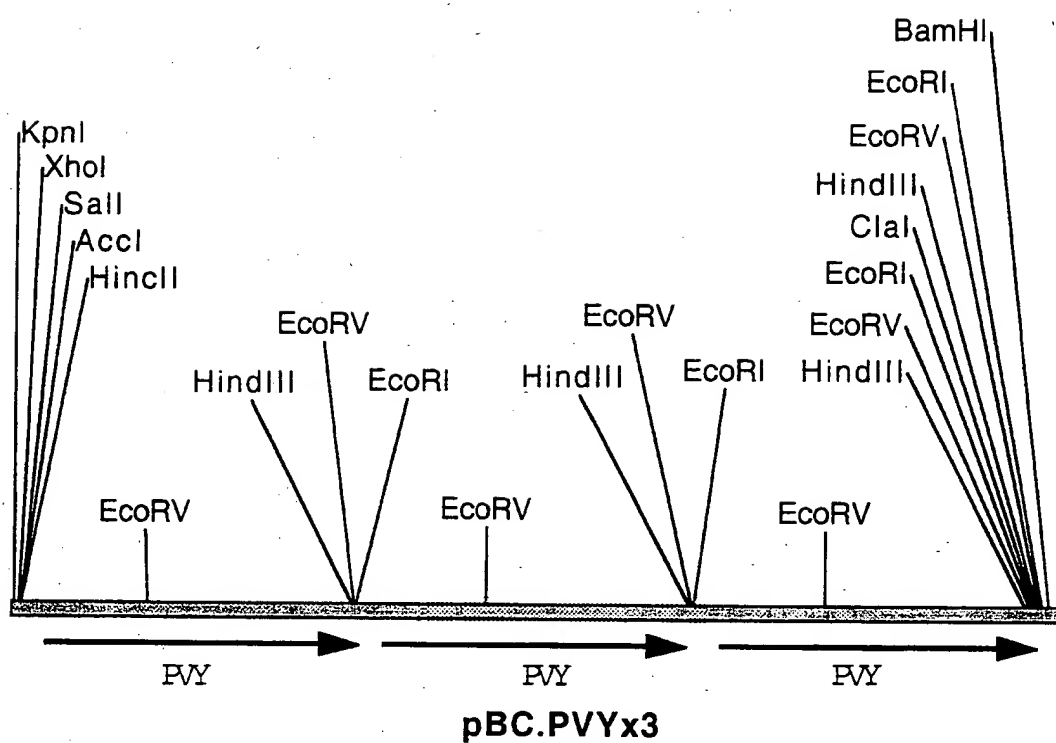 BamHI
EcoRI
KpnI
EcoRV
XhoI
HindIII
SalI
ClaI
AccI
EcoRI
HincII
EcoRV
EcoRV
EcoRV
HindIII
EcoRI
HindIII
EcoRI
HindIII
EcoRV
EcoRV
EcoRV
PVY
PVY
PVY
pBC.PVYx3